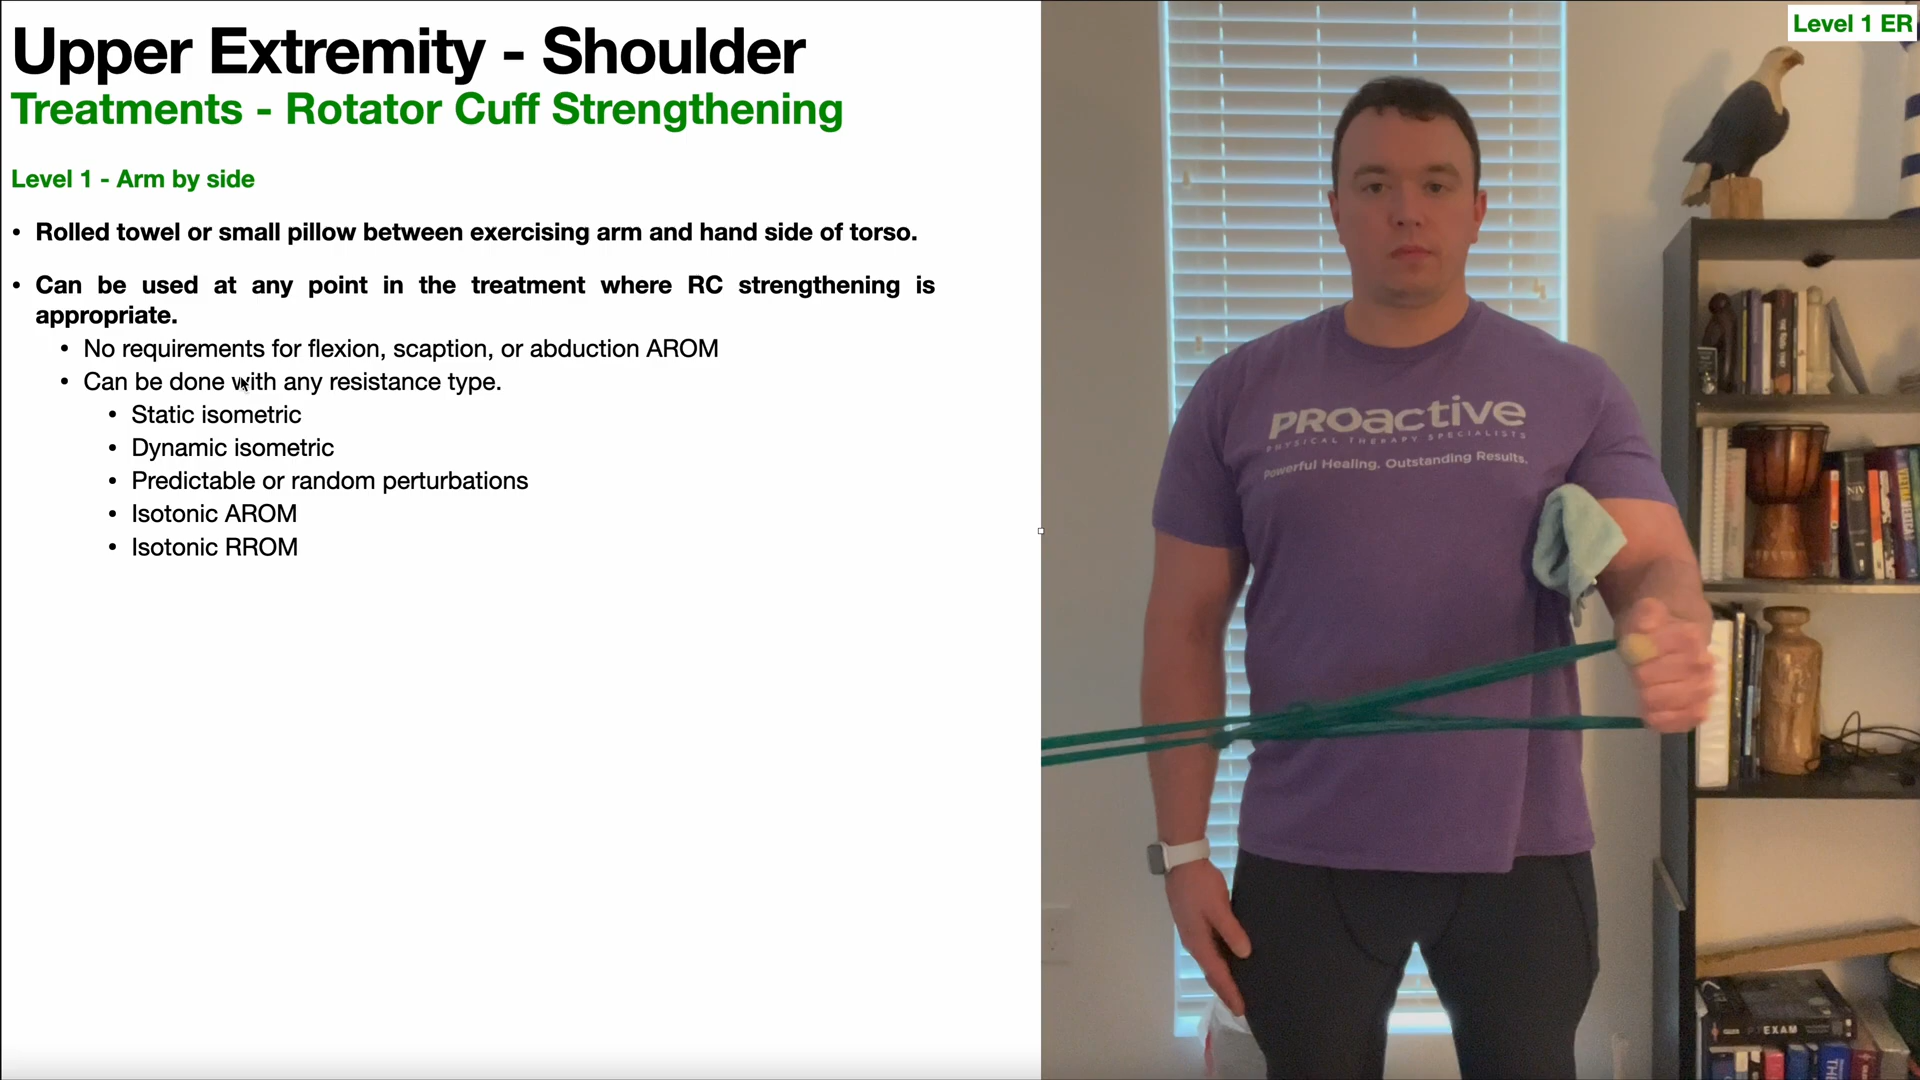 Upper Extremity - Shoulder
Treatments - Rotator Cuff Strengthening
Level 1 - Arm by side
• Rolled towel or small pillow between exercising arm and hand side of torso.
• Can be used at any point in the treatment where RC strengthening is
appropriate.
• No requirements for flexion, scaption, or abduction AROM
• Can be done with any resistance type.
• Static isometric
• Dynamic isometric
• Predictable or random perturbations
• Isotonic AROM
• Isotonic RROM
Level 1 ER
PROactive
PHYSICAL THERAPY SPECIALISTS
Powerful Healing. Outstanding Results.
NIV
EXAM